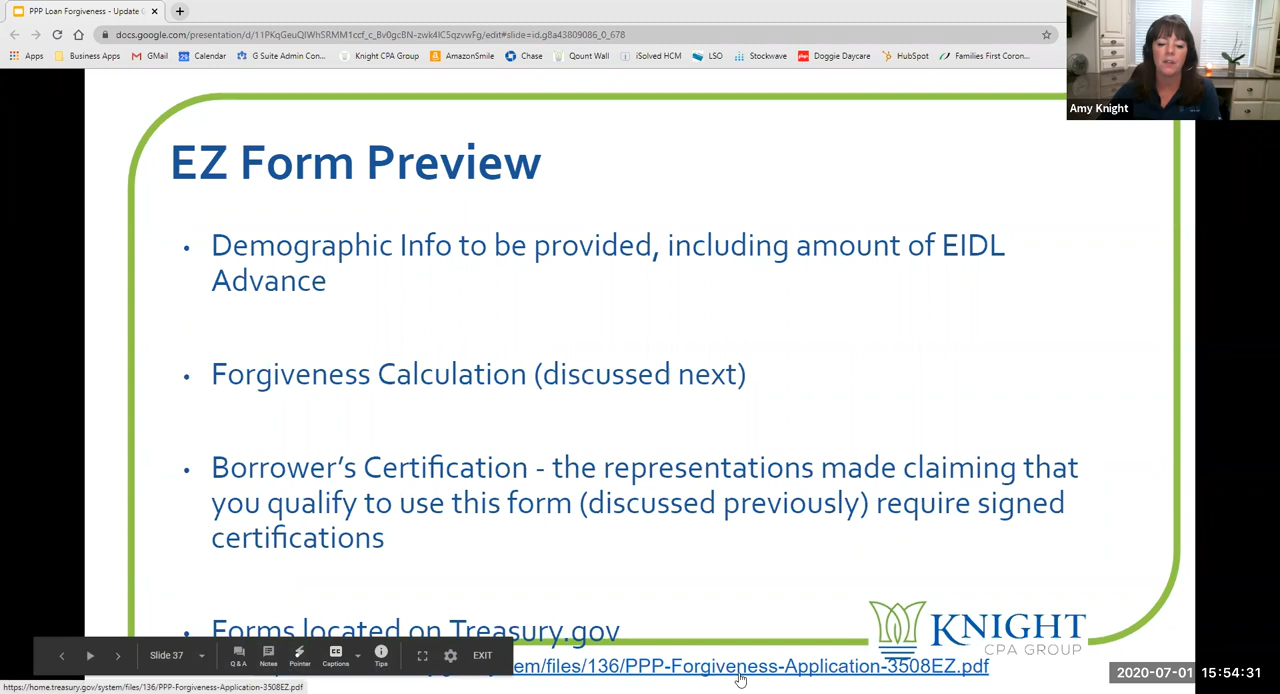 PPP Loan Forgiveness - Update
docs.google.com/presentation/d/11PKqGeuQIWhSRMM1ccf_c_8v0gcBN-zwk4IC5qzvwFg/edit#slide=id.g8a43809086_0_678
Apps Business Apps GMail Calendar G Suite Admin Con... Knight CPA Group AmazonSmile Chase Qount Wall iSolved HCM LSO Stockwave Doggie Daycare HubSpot Families First Coron...
Amy Knight
EZ Form Preview
• Demographic Info to be provided, including amount of EIDL
Advance
• Forgiveness Calculation (discussed next)
• Borrower's Certification - the representations made claiming that
you qualify to use this form (discussed previously) require signed
certifications
• Forms located on Treasury.gov
KNIGHT
CPA GROUP
Slide 37 Q & A Notes Pointer Captions Tips EXIT
em/files/136/PPP-Forgiveness-Application-3508EZ.pdf
2020-07-01 15:54:31
https://home.treasury.gov/system/files/136/PPP-Forgiveness-Application-3508EZ.pdf